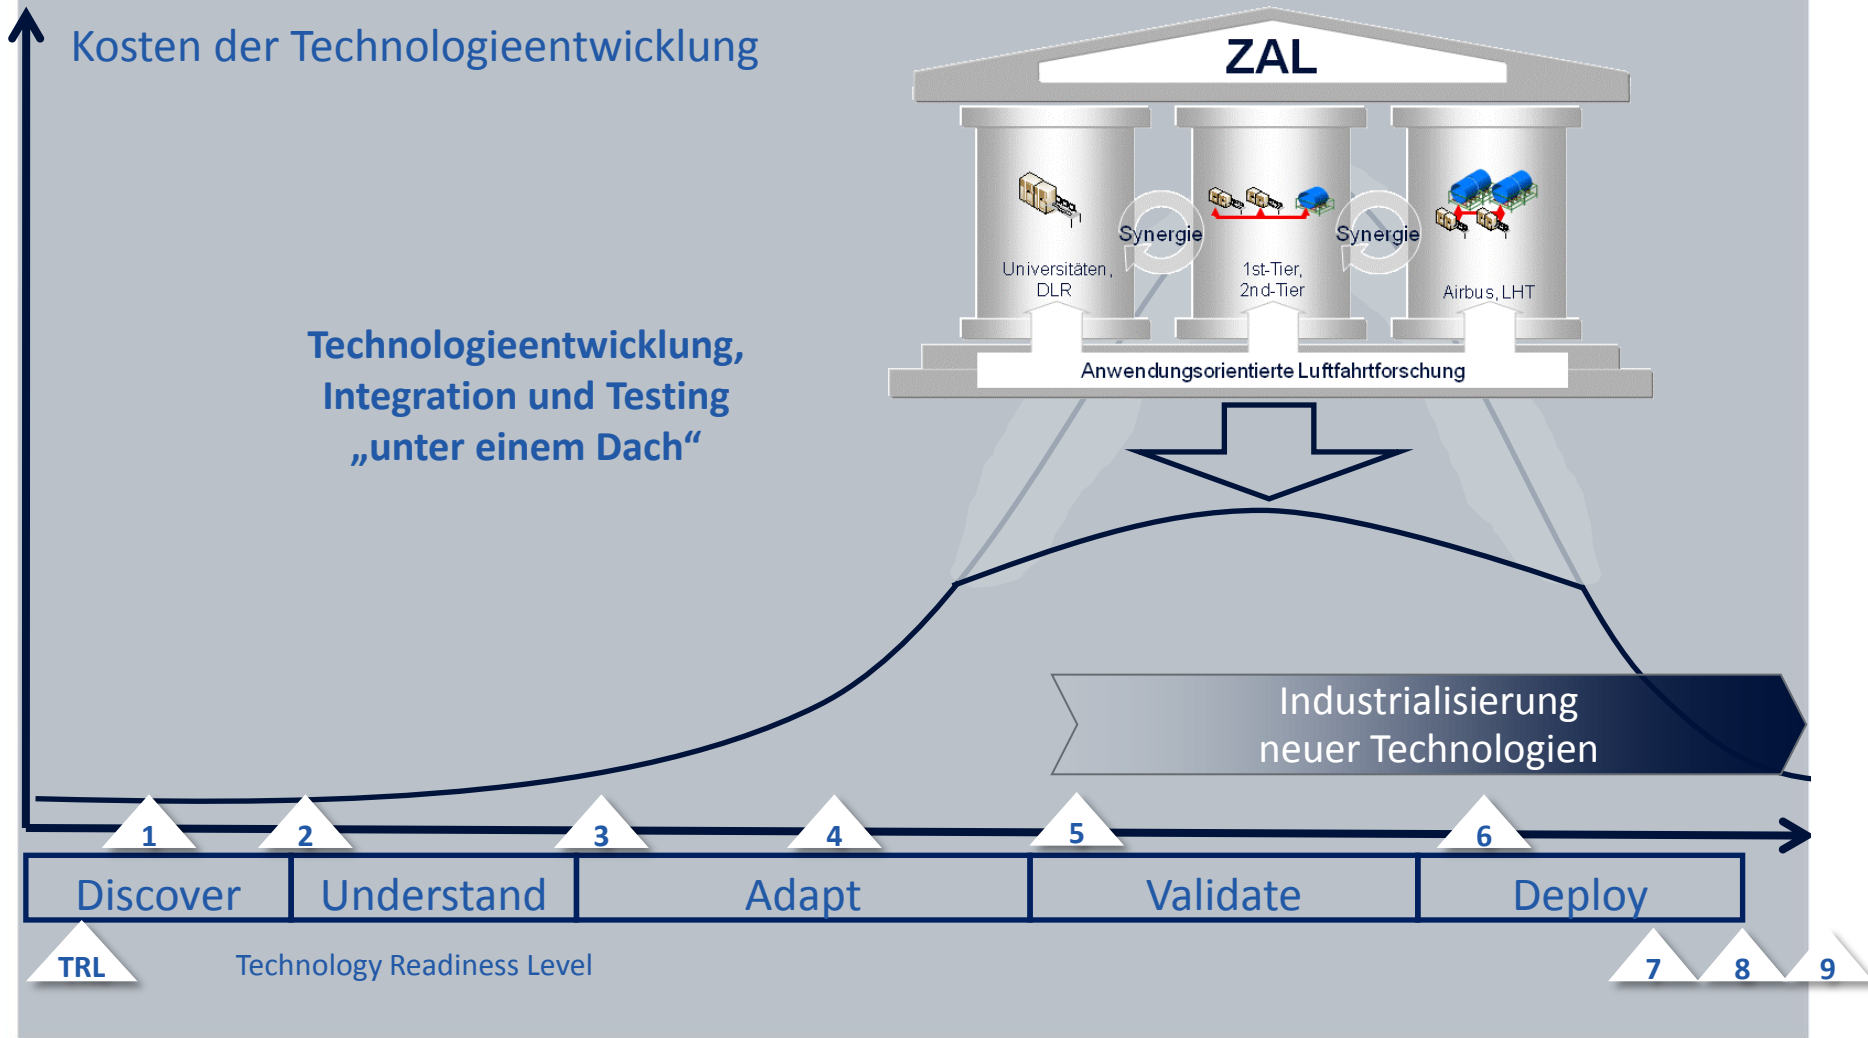 Kosten der Technologieentwicklung
ZAL
Synergie
Synergie
Universitäten,
DLR
1st-Tier,
2nd-Tier
Airbus, LHT
Anwendungsorientierte Luftfahrtforschung
Technologieentwicklung,
Integration und Testing
„unter einem Dach“
Industrialisierung
neuer Technologien
1 2 3 4 5 6
Discover Understand Adapt Validate Deploy
TRL Technology Readiness Level 7 8 9